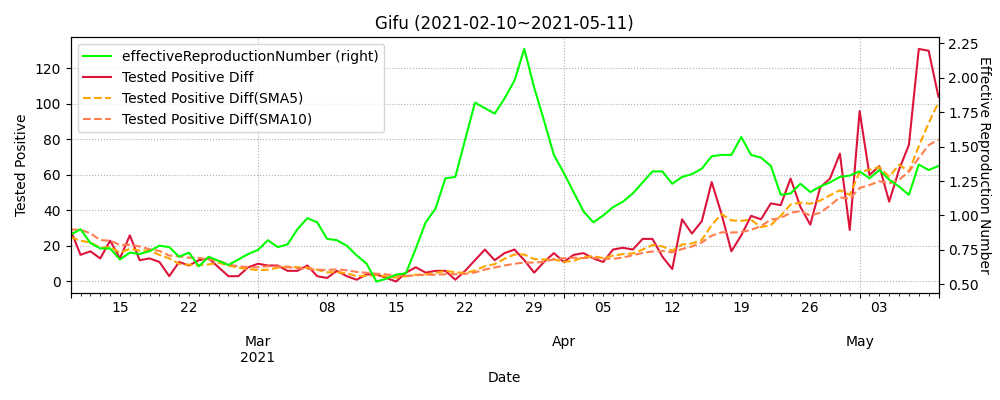 Gifu (2021-02-10~2021-05-11)
effectiveReproductionNumber (right)
Tested Positive Diff
Tested Positive Diff(SMA5)
Tested Positive Diff(SMA10)
Tested Positive
120
100
80
60
40
20
0
2.25
2.00
1.75
1.50
1.25
1.00
0.75
0.50
Effective Reproduction Number
15 22 08 15 22 29 05 12 19 26 03
Mar Apr May
2021
Date